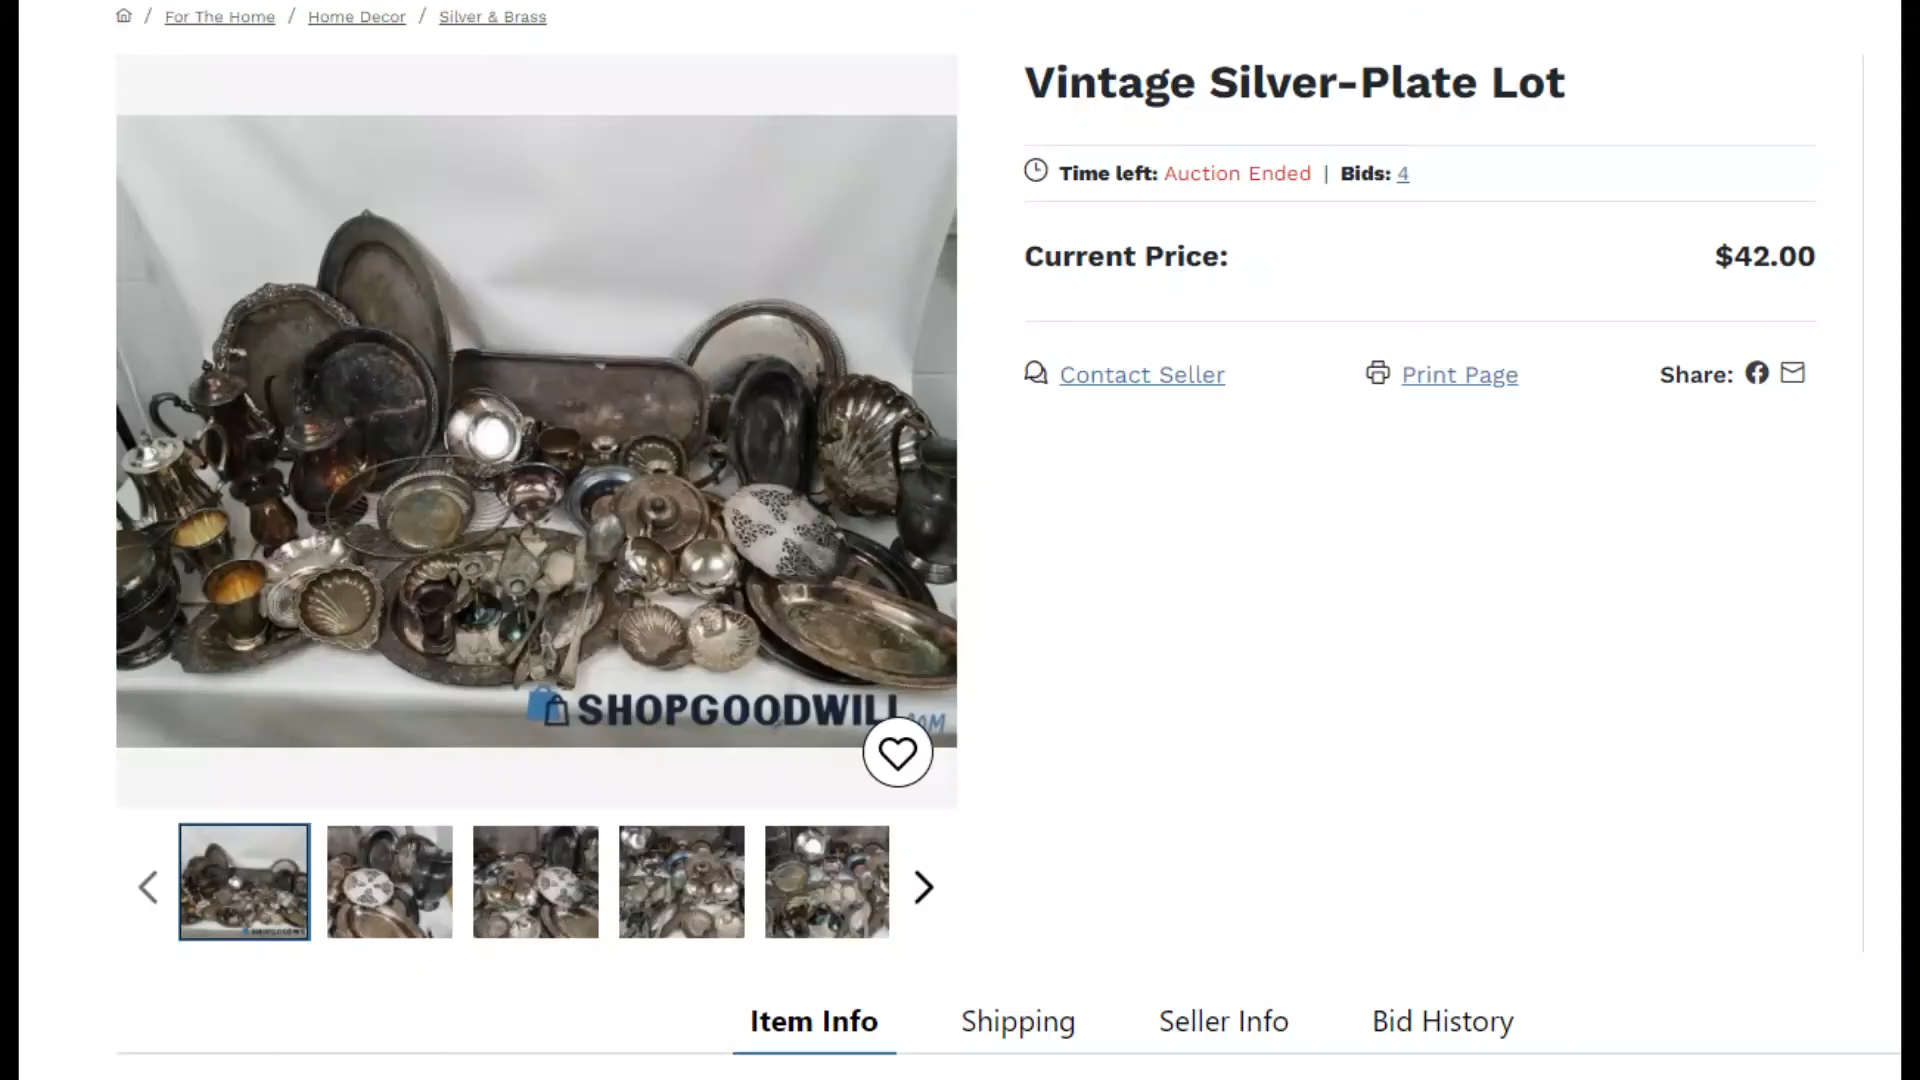 / For The Home / Home Decor / Silver & Brass
Vintage Silver-Plate Lot
Time left: Auction Ended | Bids: 4
Current Price: $42.00
Contact Seller Print Page Share:
SHOPGOODWILL.COM
Item Info Shipping Seller Info Bid History